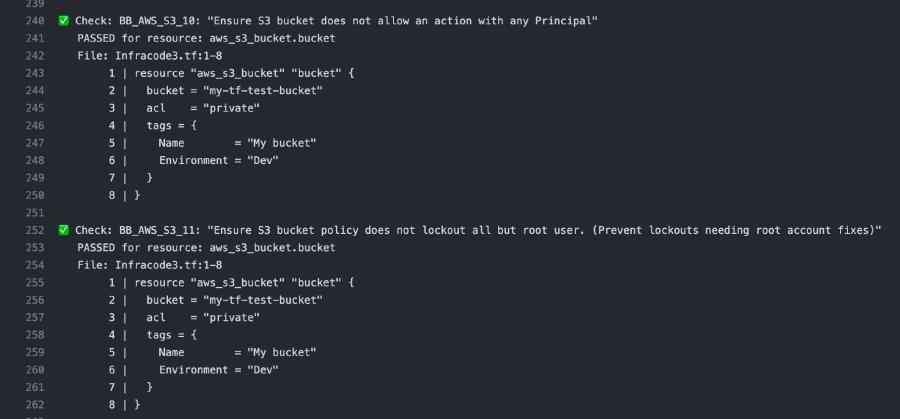 239
240 ✅ Check: BB_AWS_S3_10: "Ensure S3 bucket does not allow an action with any Principal"
241 PASSED for resource: aws_s3_bucket.bucket
242 File: Infracode3.tf:1-8
243 1 | resource "aws_s3_bucket" "bucket" {
244 2 | bucket = "my-tf-test-bucket"
245 3 | acl    = "private"
246 4 | tags = {
247 5 | Name        = "My bucket"
248 6 | Environment = "Dev"
249 7 | }
250 8 | }
251
252 ✅ Check: BB_AWS_S3_11: "Ensure S3 bucket policy does not lockout all but root user. (Prevent lockouts needing root account fixes)"
253 PASSED for resource: aws_s3_bucket.bucket
254 File: Infracode3.tf:1-8
255 1 | resource "aws_s3_bucket" "bucket" {
256 2 | bucket = "my-tf-test-bucket"
257 3 | acl    = "private"
258 4 | tags = {
259 5 | Name        = "My bucket"
260 6 | Environment = "Dev"
261 7 | }
262 8 | }